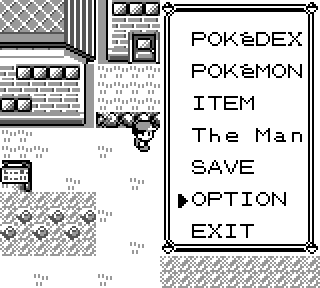 POKéDEX
POKéMON
ITEM
The Man
SAVE
OPTION
EXIT